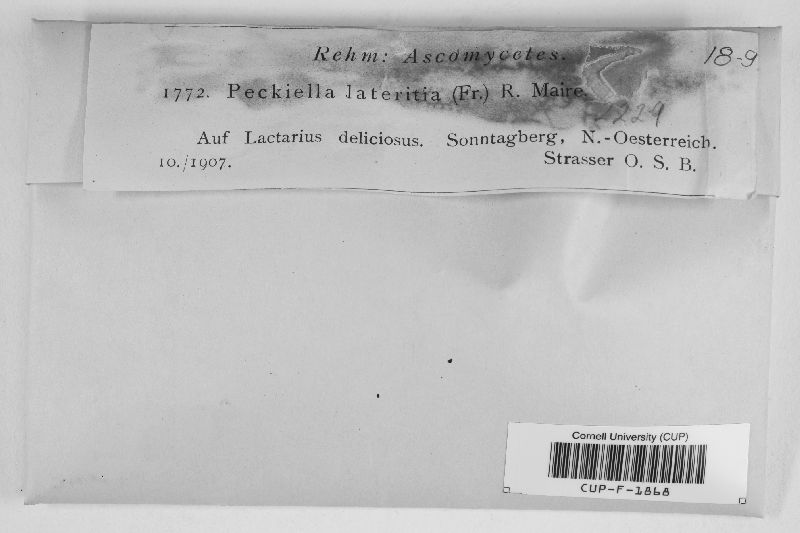 Rehm: Ascomycetes.
18-9
1772. Peckiella lateritia (Fr.) R. Maire.
2229
Auf Lactarius deliciosus. Sonntagberg, N.-Oesterreich.
10./1907. Strasser O. S. B.
Cornell University (CUP)
CUP-F-1868